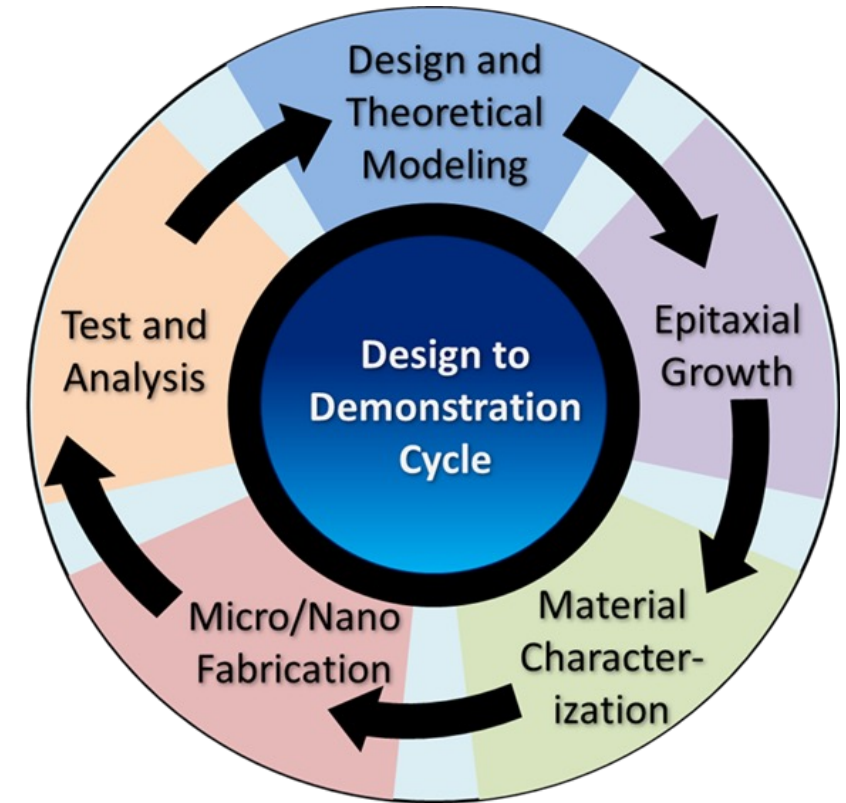 Design and
Theoretical
Modeling
Epitaxial
Growth
Material
Character-
ization
Micro/Nano
Fabrication
Test and
Analysis
Design to
Demonstration
Cycle